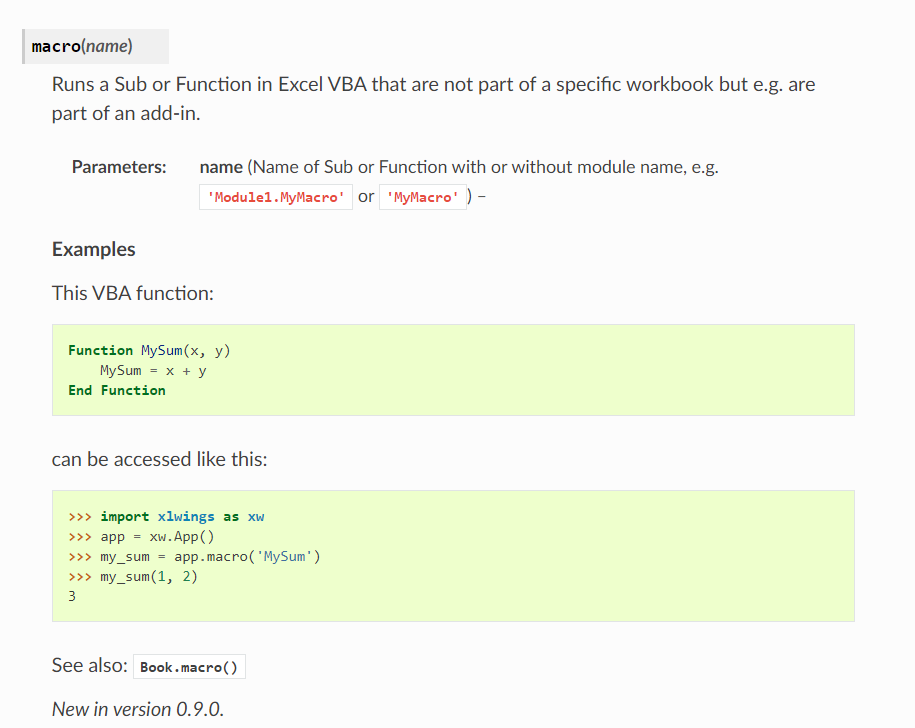 macro(name)
Runs a Sub or Function in Excel VBA that are not part of a specific workbook but e.g. are
part of an add-in.
Parameters: name (Name of Sub or Function with or without module name, e.g.
'Module1.MyMacro' or 'MyMacro' ) –
Examples
This VBA function:
Function MySum(x, y)
    MySum = x + y
End Function
can be accessed like this:
>>> import xlwings as xw
>>> app = xw.App()
>>> my_sum = app.macro('MySum')
>>> my_sum(1, 2)
3
See also: Book.macro()
New in version 0.9.0.